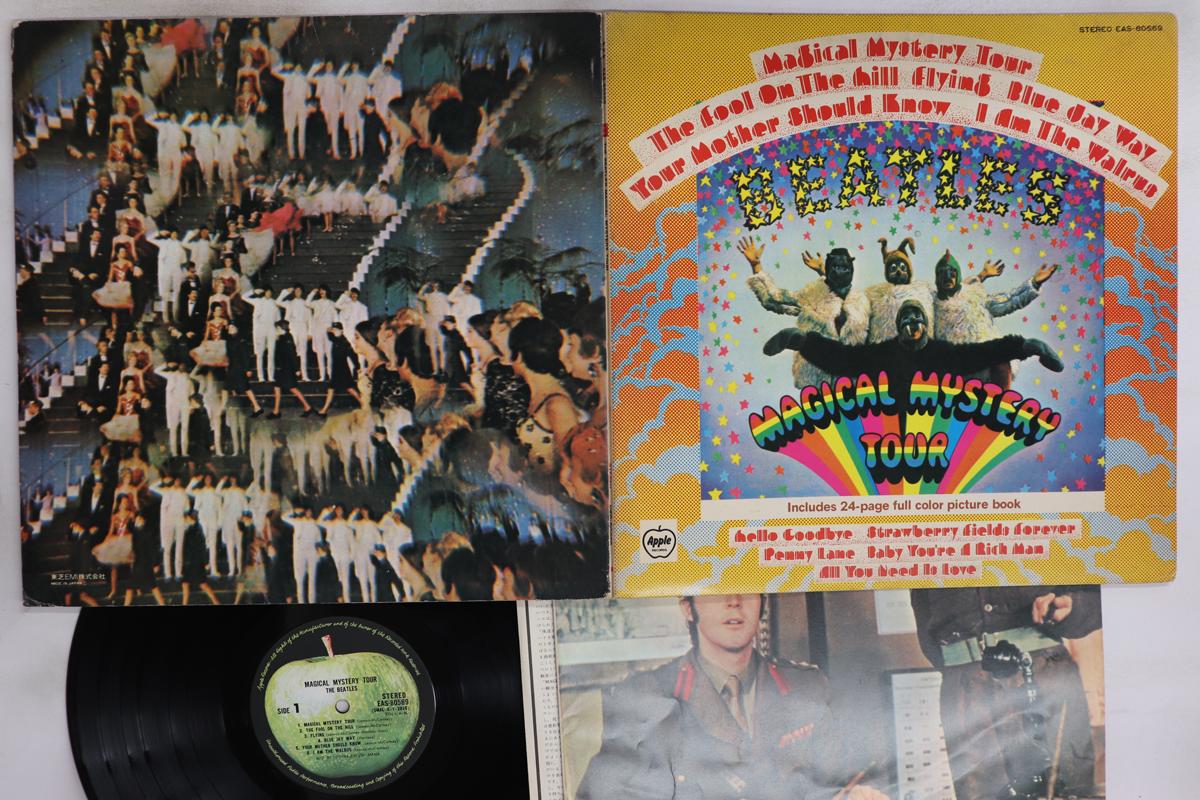 STEREO EAS-80569
Magical Mystery Tour
The Fool On The Hill Flying Blue Jay Way
Your Mother Should Know I Am The Walrus
BEATLES
MAGICAL MYSTERY
TOUR
Includes 24-page full color picture book
Apple
RECORDS
Hello Goodbye Strawberry Fields Forever
Penny Lane Baby You're A Rich Man
All You Need Is Love
東芝EMI株式会社
MADE IN JAPAN
MAGICAL MYSTERY TOUR
THE BEATLES
STEREO
EAS-80569
SIDE 1
1. MAGICAL MYSTERY TOUR
2. THE FOOL ON THE HILL
3. FLYING
4. BLUE JAY WAY
5. YOUR MOTHER SHOULD KNOW
6. I AM THE WALRUS